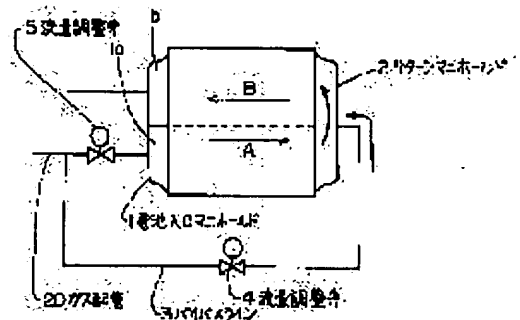 5 流量調整弁
b
1a
2 リターンマニホールド
B
A
1 電池入口マニホールド
20 ガス配管
3 バイパスライン
4 流量調整弁